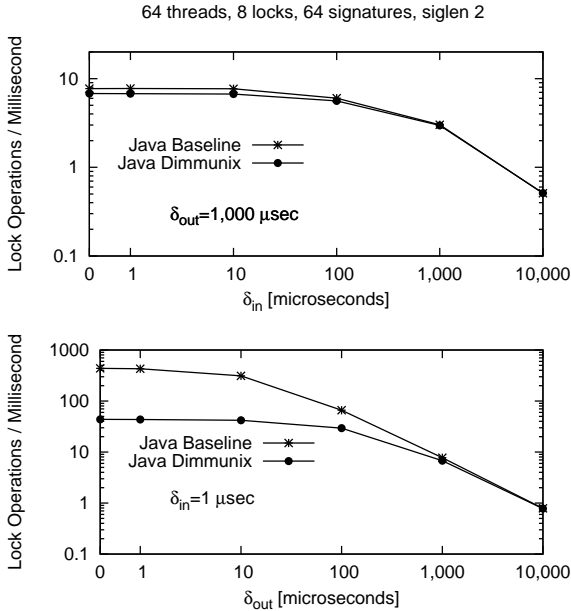 64 threads, 8 locks, 64 signatures, siglen 2
Lock Operations / Millisecond
10
1
0.1
Java Baseline
Java Dimmunix
δout=1,000 μsec
0 1 10 100 1,000 10,000
δin [microseconds]
Lock Operations / Millisecond
1000
100
10
1
0.1
Java Baseline
Java Dimmunix
δin=1 μsec
0 1 10 100 1,000 10,000
δout [microseconds]